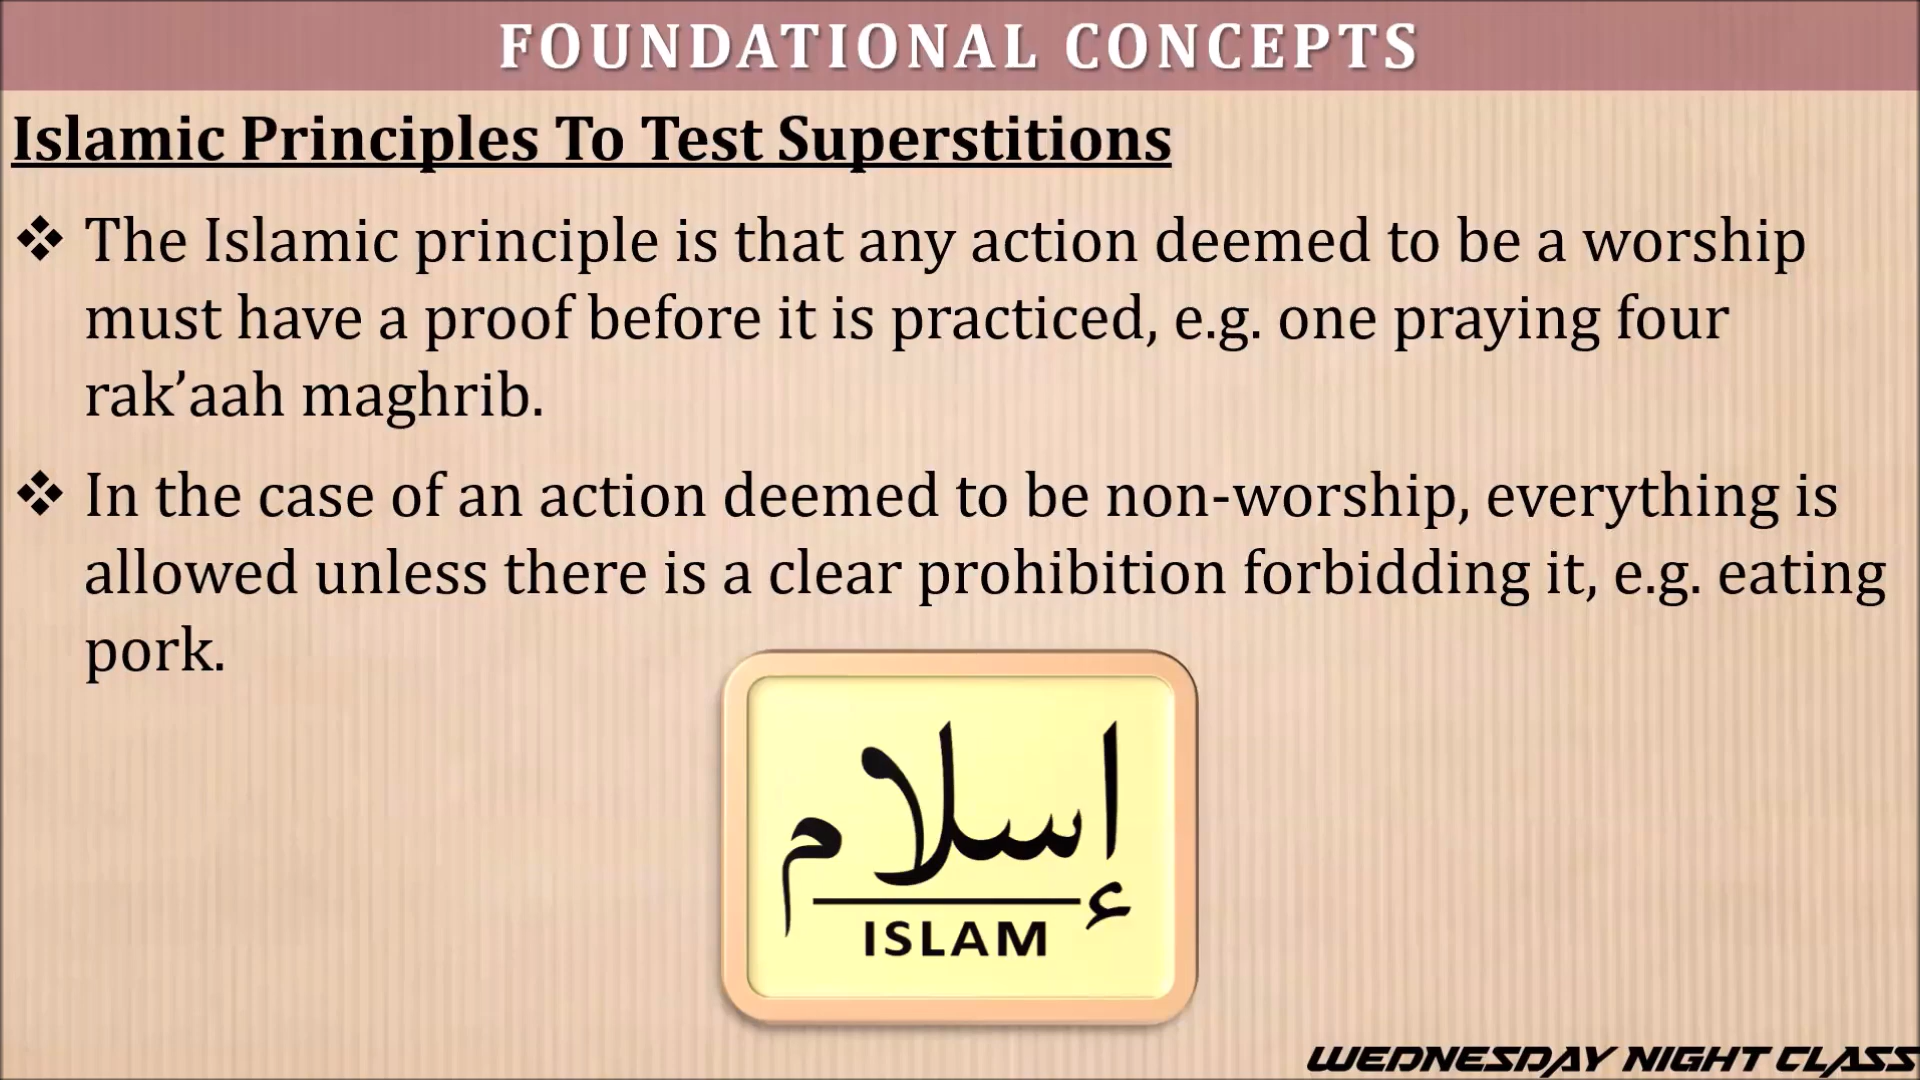 FOUNDATIONAL CONCEPTS
Islamic Principles To Test Superstitions
❖ The Islamic principle is that any action deemed to be a worship
must have a proof before it is practiced, e.g. one praying four
rak’aah maghrib.
❖ In the case of an action deemed to be non-worship, everything is
allowed unless there is a clear prohibition forbidding it, e.g. eating
pork.
إسلام
ISLAM
WEDNESDAY NIGHT CLASS